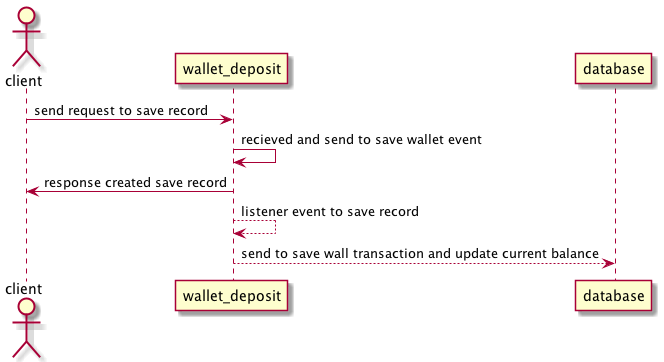 client
wallet_deposit
database
send request to save record
recieved and send to save wallet event
response created save record
listener event to save record
send to save wall transaction and update current balance
client
wallet_deposit
database